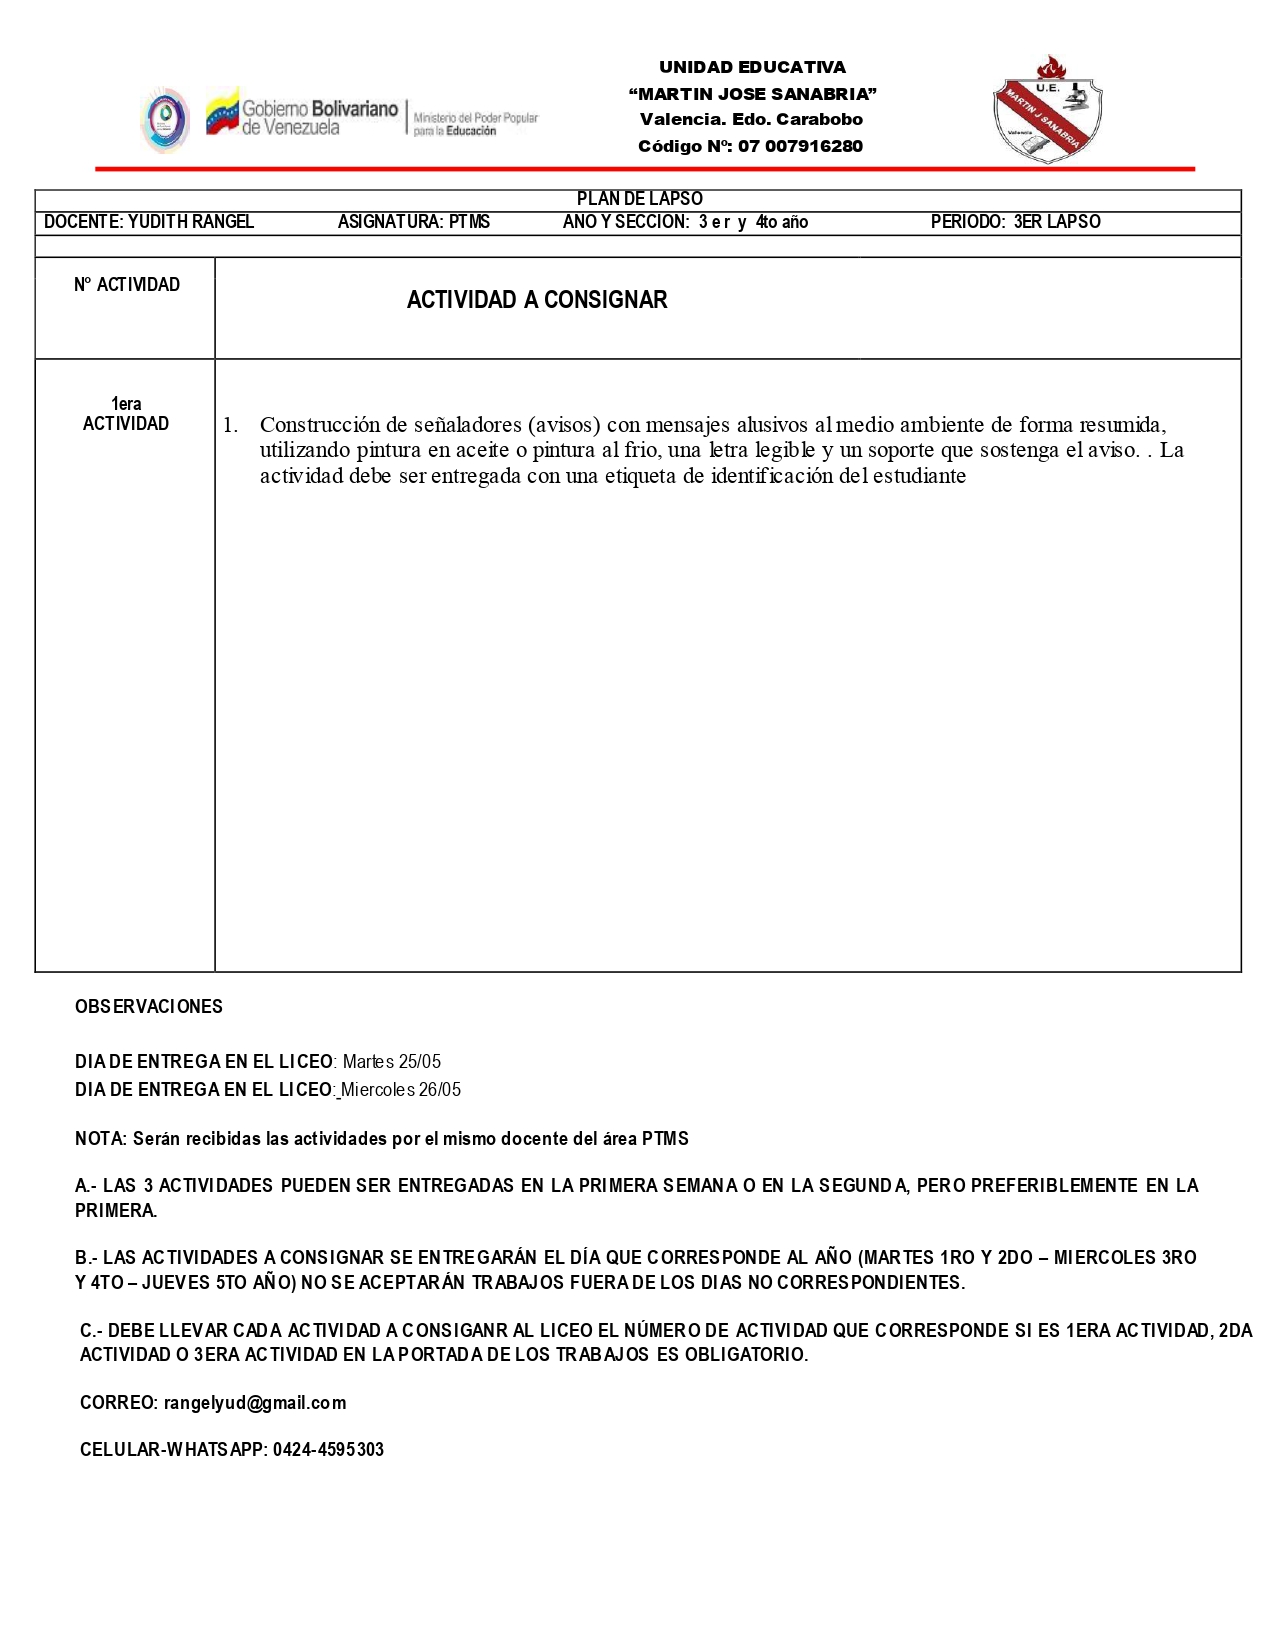 UNIDAD EDUCATIVA
“MARTIN JOSE SANABRIA”
Valencia. Edo. Carabobo
Código Nº: 07 007916280
Gobierno Bolivariano
de Venezuela
Ministerio del Poder Popular
para la Educación
U.E.
MARTIN J SANABRIA
Valencia
PLAN DE LAPSO
DOCENTE: YUDITH RANGEL ASIGNATURA: PTMS ANO Y SECCION: 3 er y 4to año PERIODO: 3ER LAPSO
Nº ACTIVIDAD
ACTIVIDAD A CONSIGNAR
1era
ACTIVIDAD
1. Construcción de señaladores (avisos) con mensajes alusivos al medio ambiente de forma resumida,
utilizando pintura en aceite o pintura al frio, una letra legible y un soporte que sostenga el aviso. . La
actividad debe ser entregada con una etiqueta de identificación del estudiante
OBSERVACIONES
DIA DE ENTREGA EN EL LICEO: Martes 25/05
DIA DE ENTREGA EN EL LICEO: Miercoles 26/05
NOTA: Serán recibidas las actividades por el mismo docente del área PTMS
A.- LAS 3 ACTIVIDADES PUEDEN SER ENTREGADAS EN LA PRIMERA SEMANA O EN LA SEGUNDA, PERO PREFERIBLEMENTE EN LA
PRIMERA.
B.- LAS ACTIVIDADES A CONSIGNAR SE ENTREGARÁN EL DÍA QUE CORRESPONDE AL AÑO (MARTES 1RO Y 2DO – MIERCOLES 3RO
Y 4TO – JUEVES 5TO AÑO) NO SE ACEPTARÁN TRABAJOS FUERA DE LOS DIAS NO CORRESPONDIENTES.
C.- DEBE LLEVAR CADA ACTIVIDAD A CONSIGANR AL LICEO EL NÚMERO DE ACTIVIDAD QUE CORRESPONDE SI ES 1ERA ACTIVIDAD, 2DA
ACTIVIDAD O 3ERA ACTIVIDAD EN LA PORTADA DE LOS TRABAJOS ES OBLIGATORIO.
CORREO: rangelyud@gmail.com
CELULAR-WHATSAPP: 0424-4595303